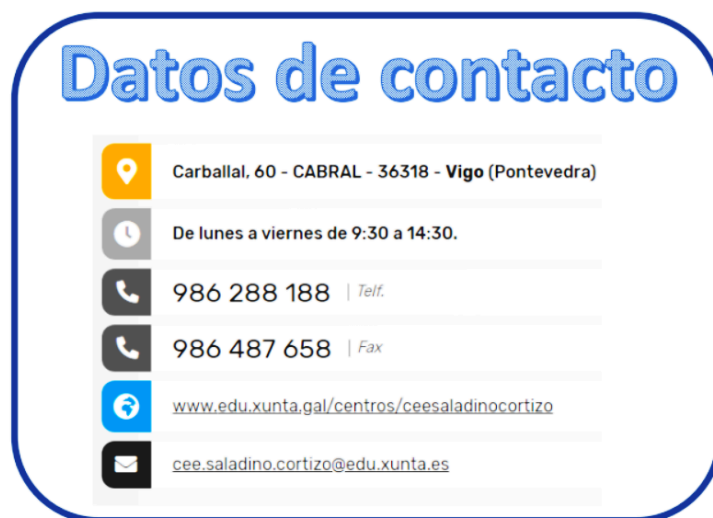 Datos de contacto
Carballal, 60 - CABRAL - 36318 - Vigo (Pontevedra)
De lunes a viernes de 9:30 a 14:30.
986 288 188 | Telf.
986 487 658 | Fax
www.edu.xunta.gal/centros/ceesaladinocortizo
cee.saladino.cortizo@edu.xunta.es